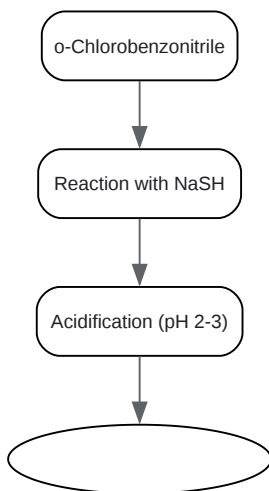 o-Chlorobenzonitrile
Reaction with NaSH
Acidification (pH 2-3)